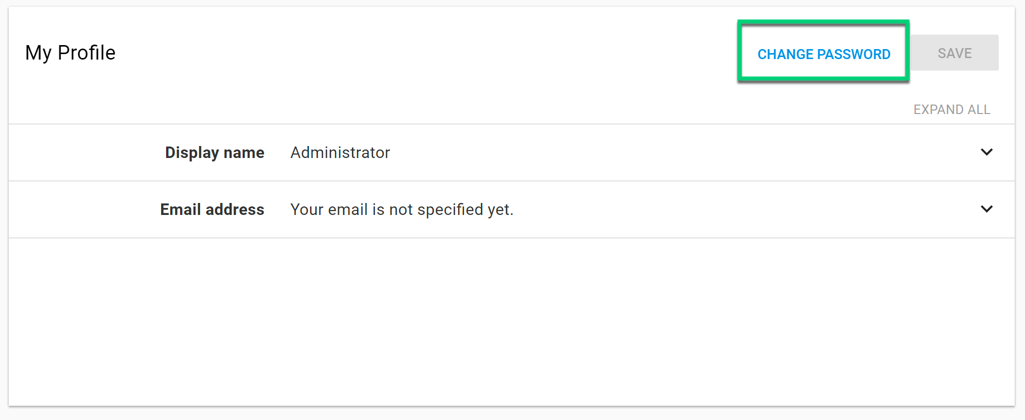 My Profile
CHANGE PASSWORD
SAVE
EXPAND ALL
Display name Administrator
Email address Your email is not specified yet.